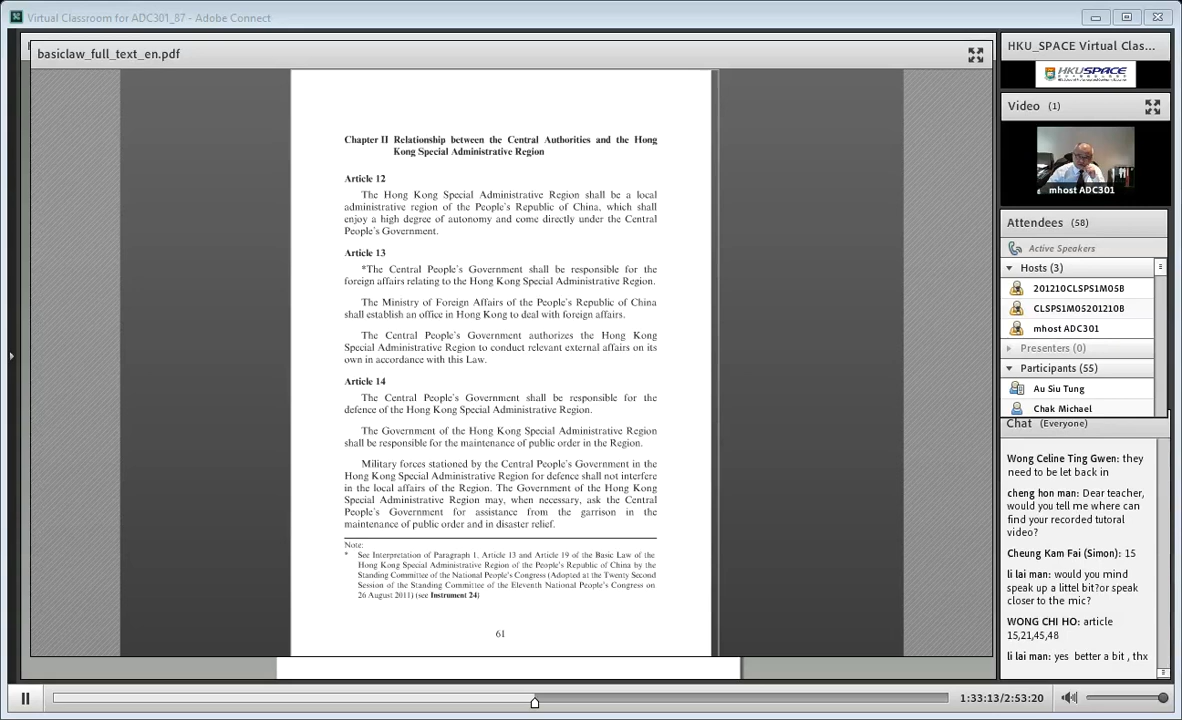 Virtual Classroom for ADC301_87 - Adobe Connect
basiclaw_full_text_en.pdf
Chapter II Relationship between the Central Authorities and the Hong
Kong Special Administrative Region
Article 12
The Hong Kong Special Administrative Region shall be a local
administrative region of the People's Republic of China, which shall
enjoy a high degree of autonomy and come directly under the Central
People's Government.
Article 13
*The Central People's Government shall be responsible for the
foreign affairs relating to the Hong Kong Special Administrative Region.
The Ministry of Foreign Affairs of the People's Republic of China
shall establish an office in Hong Kong to deal with foreign affairs.
The Central People's Government authorizes the Hong Kong
Special Administrative Region to conduct relevant external affairs on its
own in accordance with this Law.
Article 14
The Central People's Government shall be responsible for the
defence of the Hong Kong Special Administrative Region.
The Government of the Hong Kong Special Administrative Region
shall be responsible for the maintenance of public order in the Region.
Military forces stationed by the Central People's Government in the
Hong Kong Special Administrative Region for defence shall not interfere
in the local affairs of the Region. The Government of the Hong Kong
Special Administrative Region may, when necessary, ask the Central
People's Government for assistance from the garrison in the
maintenance of public order and in disaster relief.
Note:
* See Interpretation of Paragraph 1, Article 13 and Article 19 of the Basic Law of the
Hong Kong Special Administrative Region of the People's Republic of China by the
Standing Committee of the National People's Congress (Adopted at the Twenty Second
Session of the Standing Committee of the Eleventh National People's Congress on
26 August 2011) (see Instrument 24)
61
HKU_SPACE Virtual Clas...
HKU SPACE
Video (1)
mhost ADC301
Attendees (58)
Active Speakers
Hosts (3)
201210CLSPS1M05B
CLSPS1M05201210B
mhost ADC301
Presenters (0)
Participants (55)
Au Siu Tung
Chak Michael
Chat (Everyone)
Wong Celine Ting Gwen: they
need to be let back in
cheng hon man: Dear teacher,
would you tell me where can
find your recorded tutoral
video?
Cheung Kam Fai (Simon): 15
li lai man: would you mind
speak up a littel bit?or speak
closer to the mic?
WONG CHI HO: article
15,21,45,48
li lai man: yes better a bit , thx
1:33:13/2:53:20